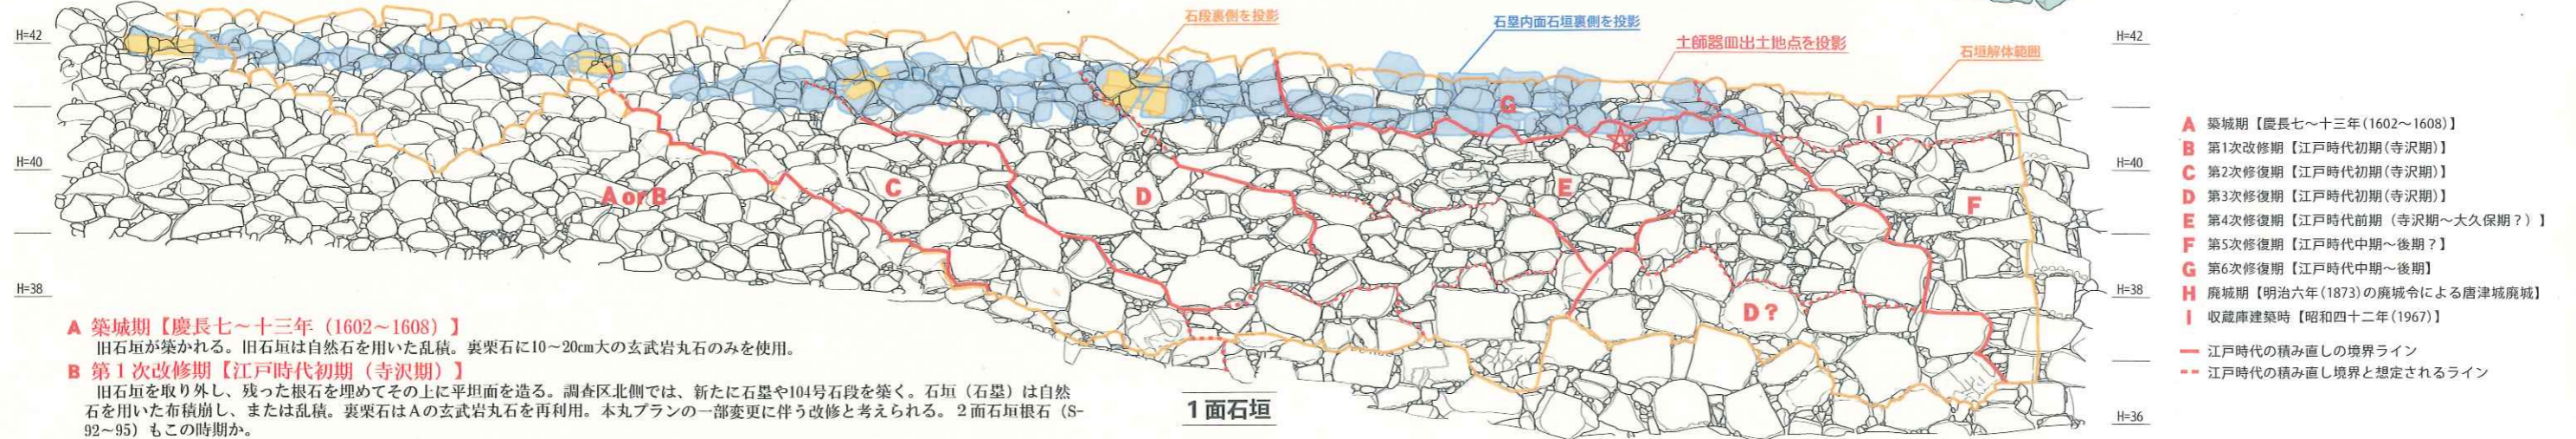 石段裏側を投影
石塁内面石垣裏側を投影
土師器皿出土地点を投影
石垣解体範囲
H=42
H=42
H=40
H=40
H=38
H=38
H=36
A or B
C
D
E
F
G
I
D?
A 築城期【慶長七～十三年（1602～1608）】
旧石垣が築かれる。旧石垣は自然石を用いた乱積。裏栗石に10～20cm大の玄武岩丸石のみを使用。
B 第1次改修期【江戸時代初期（寺沢期）】
旧石垣を取り外し、残った根石を埋めてその上に平坦面を造る。調査区北側では、新たに石塁や104号石段を築く。石垣（石塁）は自然
石を用いた布積崩し、または乱積。裏栗石はAの玄武岩丸石を再利用。本丸プランの一部変更に伴う改修と考えられる。2面石垣根石（S-
92～95）もこの時期か。
1面石垣
A 築城期【慶長七～十三年(1602～1608)】
B 第1次改修期【江戸時代初期(寺沢期)】
C 第2次修復期【江戸時代初期(寺沢期)】
D 第3次修復期【江戸時代初期(寺沢期)】
E 第4次修復期【江戸時代前期（寺沢期～大久保期？）】
F 第5次修復期【江戸時代中期～後期？】
G 第6次修復期【江戸時代中期～後期】
H 廃城期【明治六年(1873)の廃城令による唐津城廃城】
I 収蔵庫建築時【昭和四十二年(1967)】
江戸時代の積み直しの境界ライン
江戸時代の積み直し境界と想定されるライン